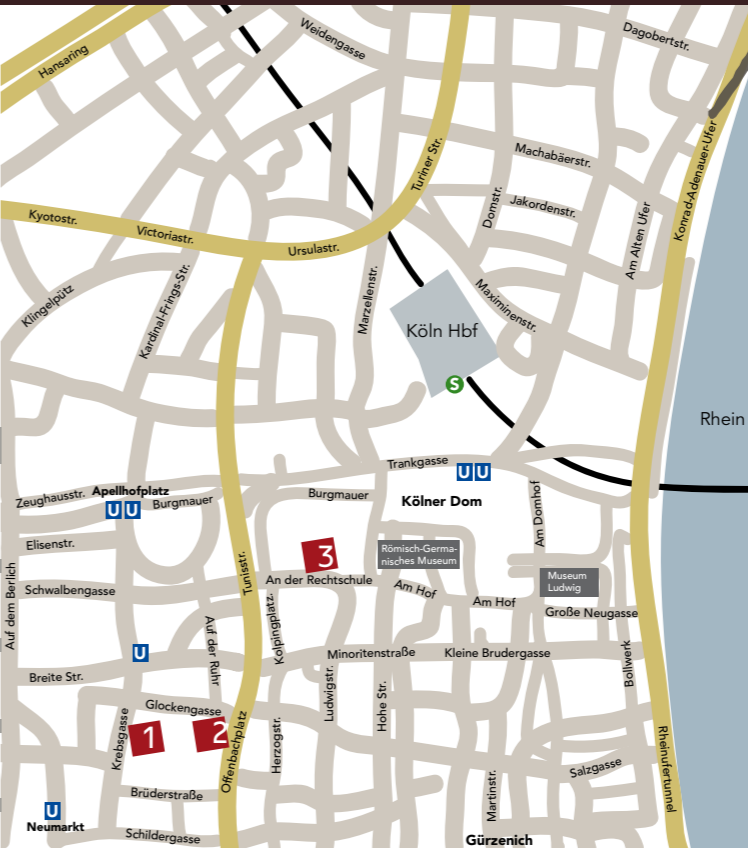 Weidengasse
Dagobertstr.
Hansaring
Turiner Str.
Machabäerstr.
Konrad-Adenauer-Ufer
Domstr.
Jakordenstr.
Am Alten Ufer
Kyotostr.
Victoriastr.
Ursulastr.
Klingelpütz
Kardinal-Frings-Str.
Marzellenstr.
Maximinenstr.
Köln Hbf
S
Rhein
Trankgasse
U U
Zeughausstr.
Apellhofplatz
U U
Burgmauer
Burgmauer
Kölner Dom
Am Domhof
Elisenstr.
3
Römisch-Germa-
nisches Museum
Tunisstr.
An der Rechtschule
Museum
Ludwig
Auf dem Berlich
Schwalbengasse
Am Hof
Am Hof
Große Neugasse
Kolpingplatz.
Auf der Ruhr
U
Minoritenstraße
Kleine Brudergasse
Bollwerk
Breite Str.
Ludwigstr.
Hohe Str.
Glockengasse
Krebsgasse
1
2
Offenbachplatz
Herzogstr.
Rheinufertunnel
Salzgasse
Martinstr.
Brüderstraße
U
Neumarkt
Schildergasse
Gürzenich